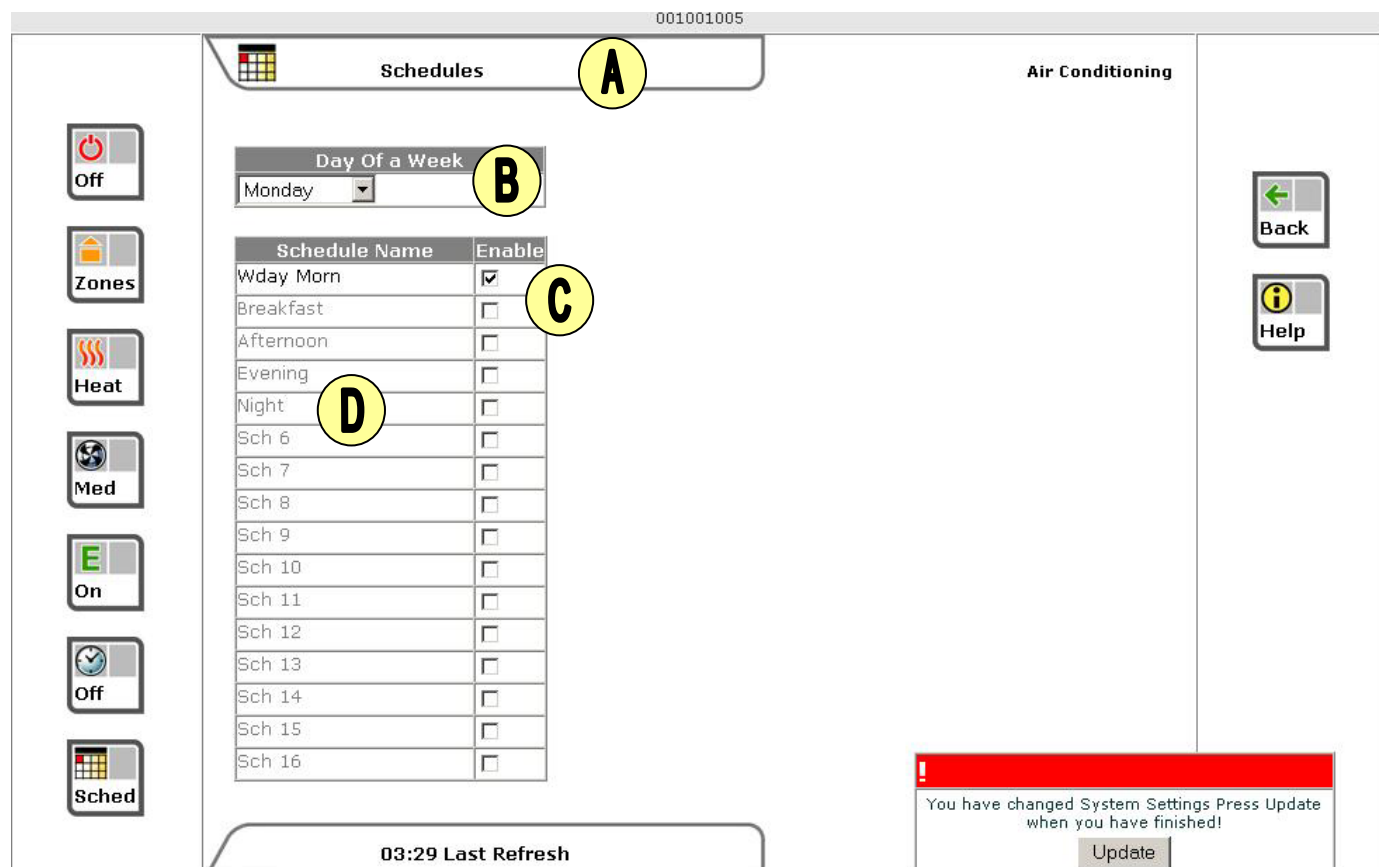 001001005
Schedules
A
Air Conditioning
Off
Zones
Heat
Med
E
On
Off
Sched
Day Of a Week
B
Monday
Schedule Name Enable
Wday Morn
C
Breakfast
Afternoon
Evening
D
Night
Sch 6
Sch 7
Sch 8
Sch 9
Sch 10
Sch 11
Sch 12
Sch 13
Sch 14
Sch 15
Sch 16
03:29 Last Refresh
Back
i
Help
!
You have changed System Settings Press Update
when you have finished!
Update